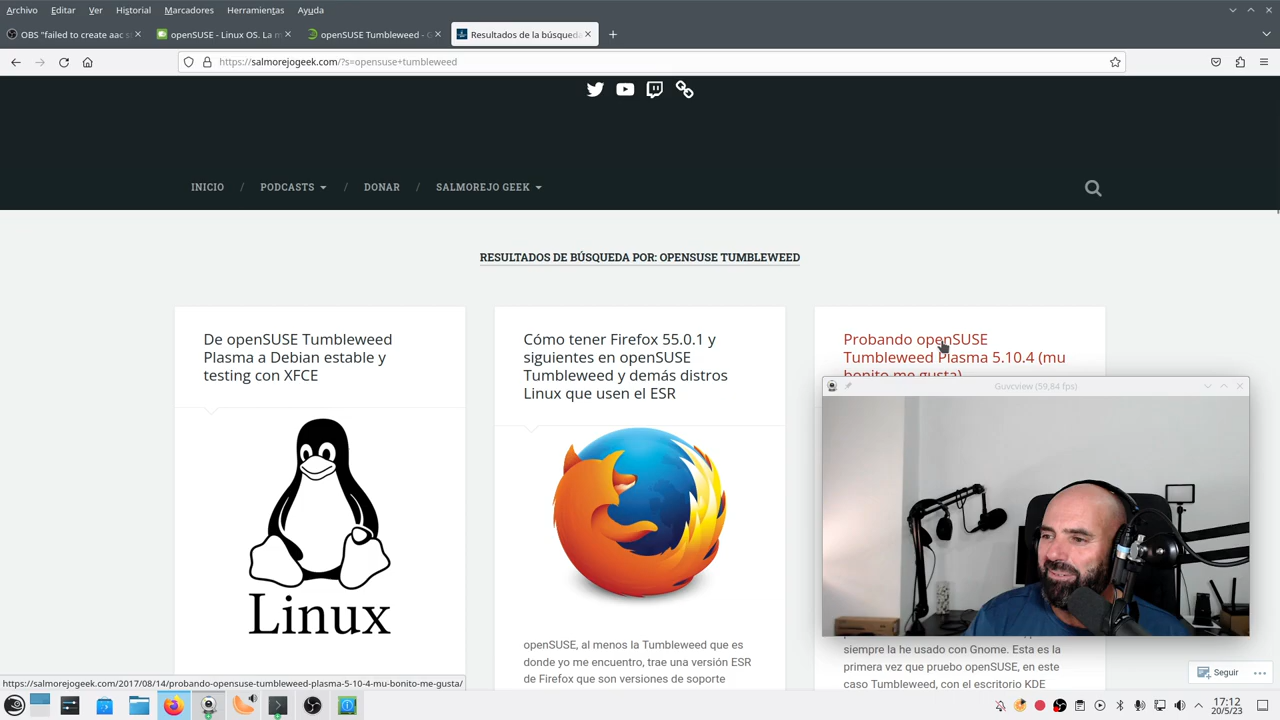 Archivo Editar Ver Historial Marcadores Herramientas Ayuda
OBS "failed to create aac s
openSUSE - Linux OS. La m
openSUSE Tumbleweed -
Resultados de la búsqueda
https://salmorejogeek.com/?s=opensuse+tumbleweed
INICIO / PODCASTS / DONAR / SALMOREJO GEEK
RESULTADOS DE BÚSQUEDA POR: OPENSUSE TUMBLEWEED
De openSUSE Tumbleweed
Plasma a Debian estable y
testing con XFCE
Linux
Cómo tener Firefox 55.0.1 y
siguientes en openSUSE
Tumbleweed y demás distros
Linux que usen el ESR
openSUSE, al menos la Tumbleweed que es
donde yo me encuentro, trae una versión ESR
de Firefox que son versiones de soporte
Probando openSUSE
Tumbleweed Plasma 5.10.4 (mu
bonito me gusta)
Guvcview (59,84 fps)
siempre la he usado con Gnome. Esta es la
primera vez que pruebo openSUSE, en este
caso Tumbleweed, con el escritorio KDE
Seguir
https://salmorejogeek.com/2017/08/14/probando-opensuse-tumbleweed-plasma-5-10-4-mu-bonito-me-gusta/
17:12
20/5/23